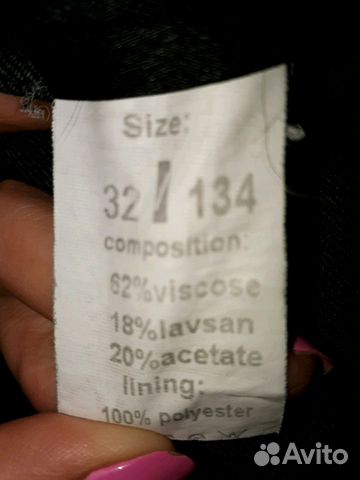 Size:
32/134
composition:
62%viscose
18%lavsan
20%acetate
lining:
100% polyester
Avito